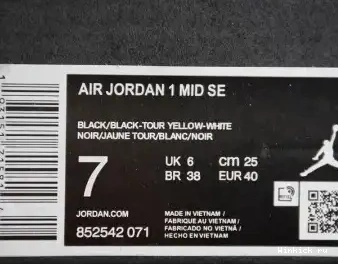 AIR JORDAN 1 MID SE
BLACK/BLACK-TOUR YELLOW-WHITE
NOIR/JAUNE TOUR/BLANC/NOIR
7
UK 6 cm 25
BR 38 EUR 40
JORDAN.COM
852542 071
MADE IN VIETNAM /
FABRIQUE AU VIETNAM /
FABRICADO NO VIETNÃ /
HECHO EN VIETNAM